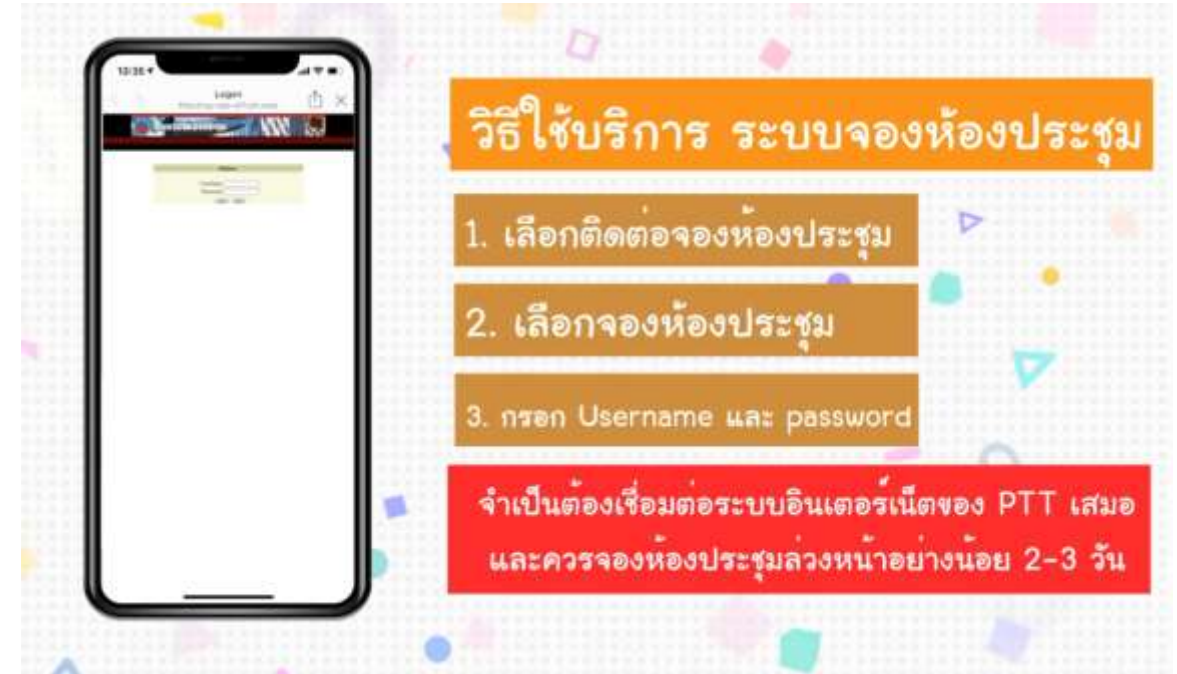 10:35
Logon
วิธีใช้บริการ ระบบจองห้องประชุม
1. เลือกติดต่อจองห้องประชุม
2. เลือกจองห้องประชุม
3. กรอก Username และ password
จำเป็นต้องเชื่อมต่อระบบอินเตอร์เน็ตของ PTT เสมอ
และควรจองห้องประชุมล่วงหน้าอย่างน้อย 2-3 วัน